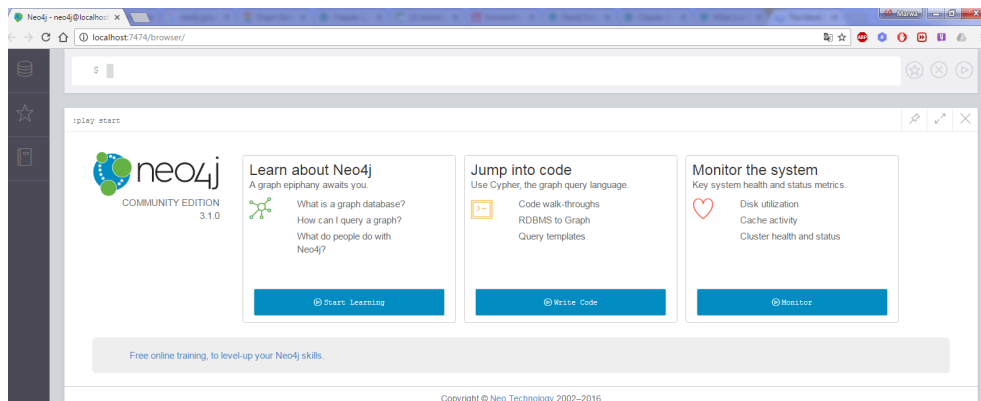 Neo4j - neo4j@localhost
Marwa
localhost:7474/browser/
$
:play start
neo4j
COMMUNITY EDITION
3.1.0
Learn about Neo4j
A graph epiphany awaits you.
What is a graph database?
How can I query a graph?
What do people do with
Neo4j?
Start Learning
Jump into code
Use Cypher, the graph query language.
Code walk-throughs
RDBMS to Graph
Query templates
Write Code
Monitor the system
Key system health and status metrics.
Disk utilization
Cache activity
Cluster health and status
Monitor
Free online training, to level-up your Neo4j skills.
Copyright © Neo Technology 2002–2016